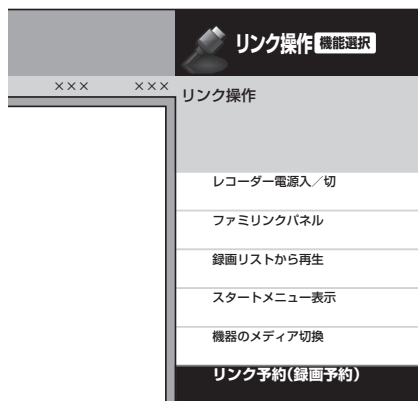 リンク操作 機能選択
××× ×××
リンク操作
レコーダー電源入／切
ファミリンクパネル
録画リストから再生
スタートメニュー表示
機器のメディア切換
リンク予約(録画予約)